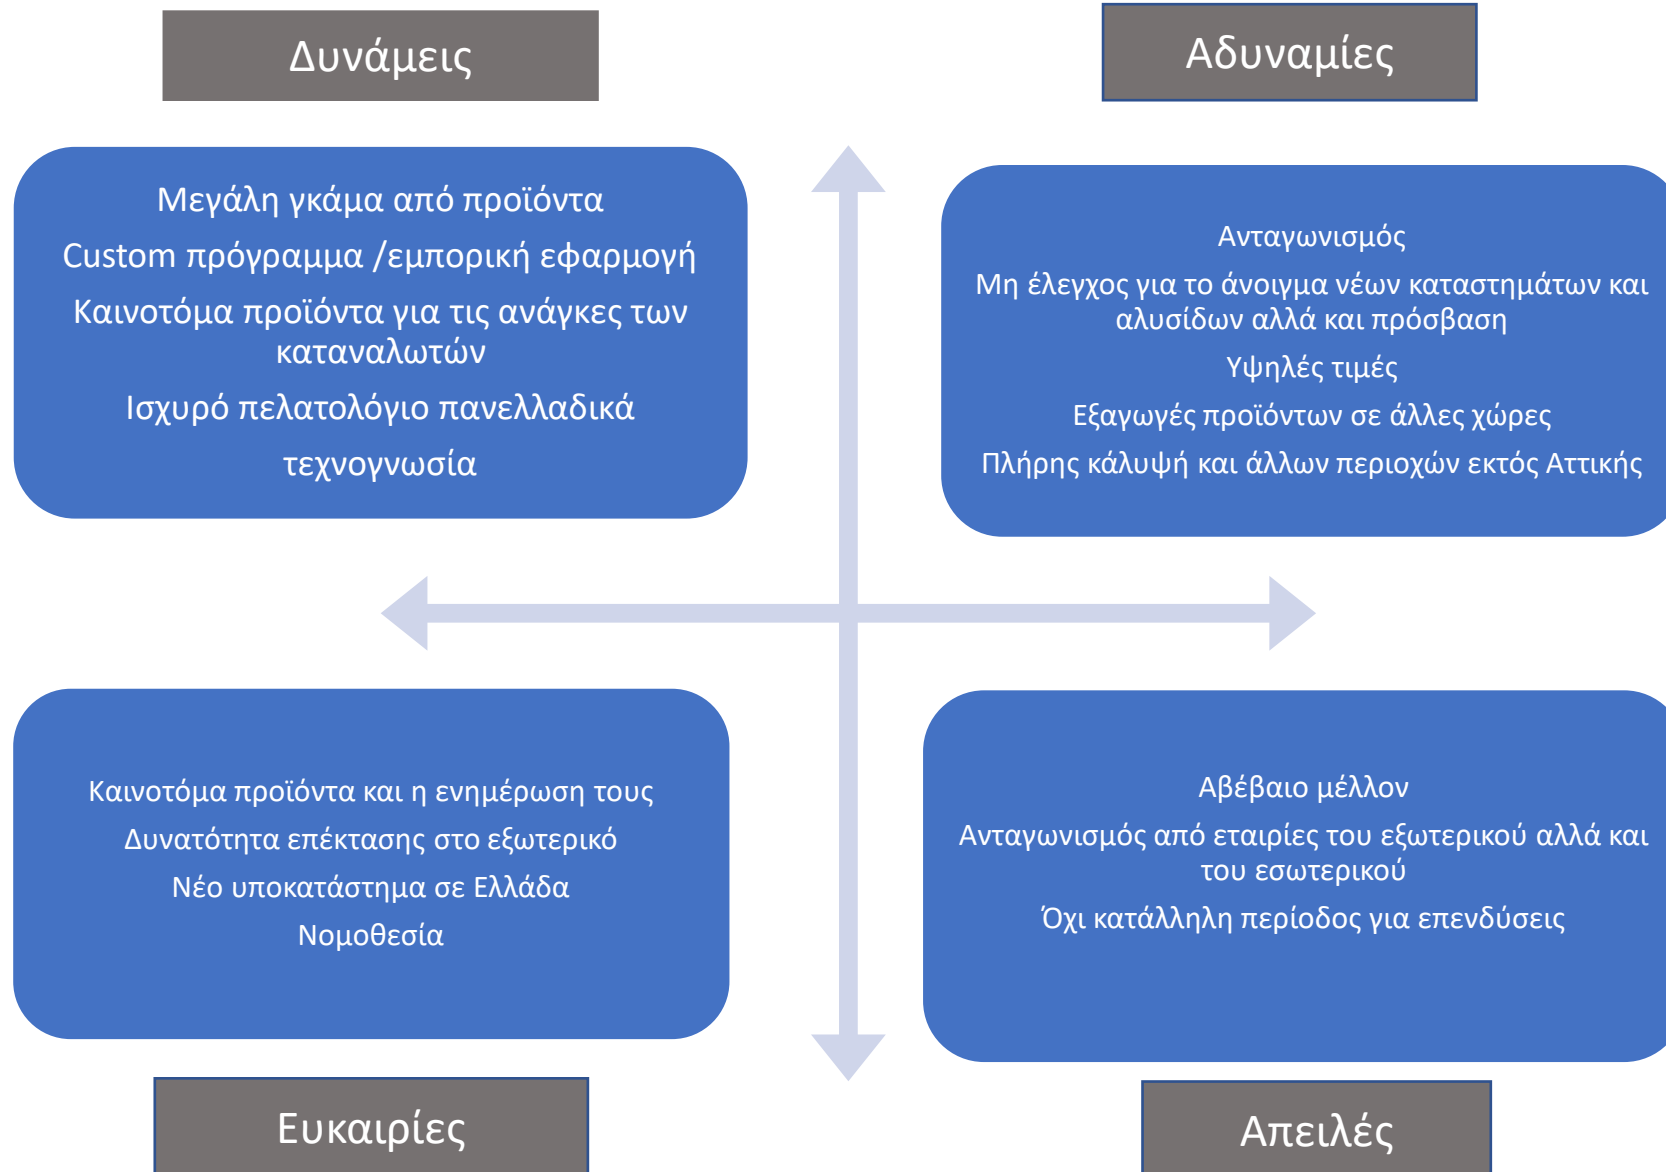 Δυνάμεις
Αδυναμίες
Μεγάλη γκάμα από προϊόντα
Custom πρόγραμμα /εμπορική εφαρμογή
Καινοτόμα προϊόντα για τις ανάγκες των
καταναλωτών
Ισχυρό πελατολόγιο πανελλαδικά
τεχνογνωσία
Ανταγωνισμός
Μη έλεγχος για το άνοιγμα νέων καταστημάτων και
αλυσίδων αλλά και πρόσβαση
Υψηλές τιμές
Εξαγωγές προϊόντων σε άλλες χώρες
Πλήρης κάλυψή και άλλων περιοχών εκτός Αττικής
Καινοτόμα προϊόντα και η ενημέρωση τους
Δυνατότητα επέκτασης στο εξωτερικό
Νέο υποκατάστημα σε Ελλάδα
Νομοθεσία
Αβέβαιο μέλλον
Ανταγωνισμός από εταιρίες του εξωτερικού αλλά και
του εσωτερικού
Όχι κατάλληλη περίοδος για επενδύσεις
Ευκαιρίες
Απειλές